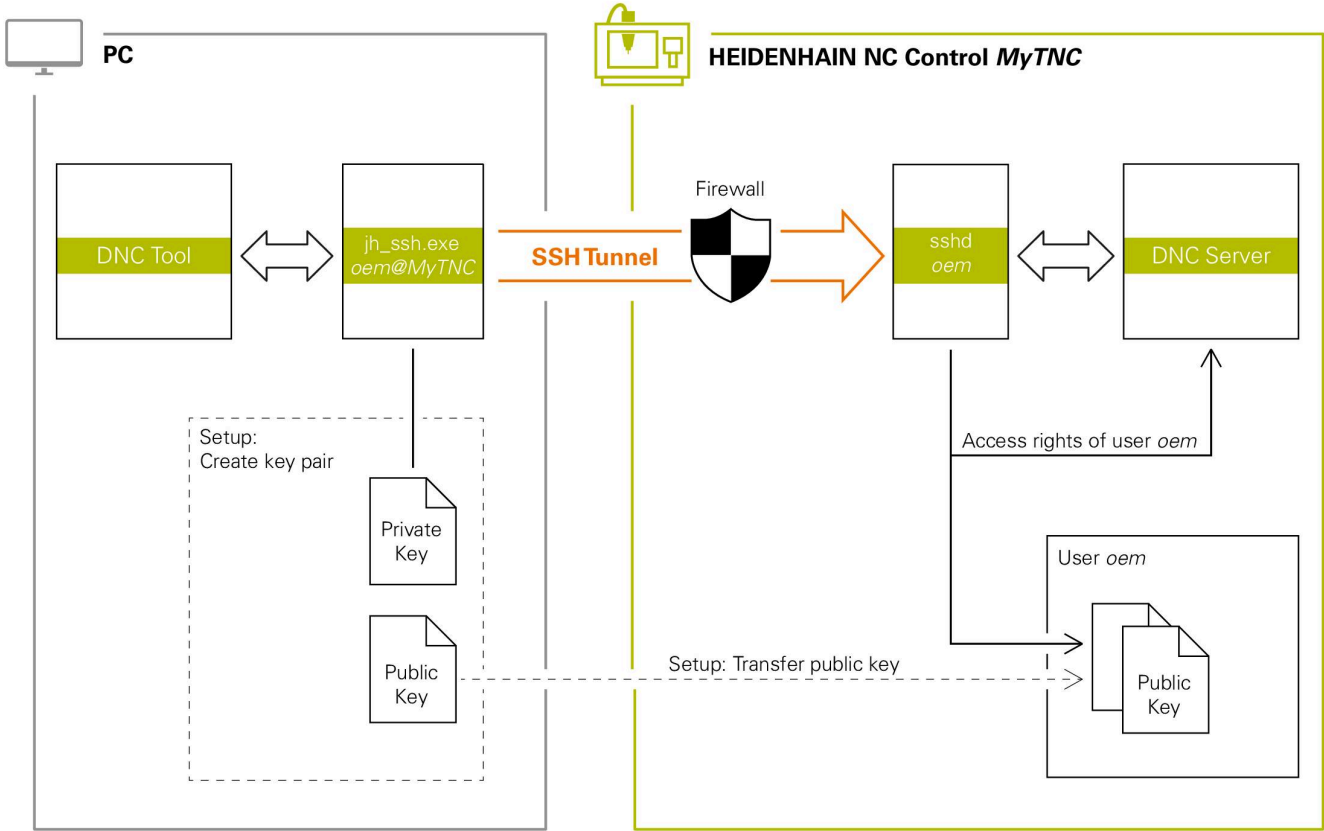 PC
HEIDENHAIN NC Control MyTNC
Firewall
DNC Tool
jh_ssh.exe
oem@MyTNC
SSH Tunnel
sshd
oem
DNC Server
Setup:
Create key pair
Access rights of user oem
Private
Key
User oem
Public
Key
Setup: Transfer public key
Public
Key